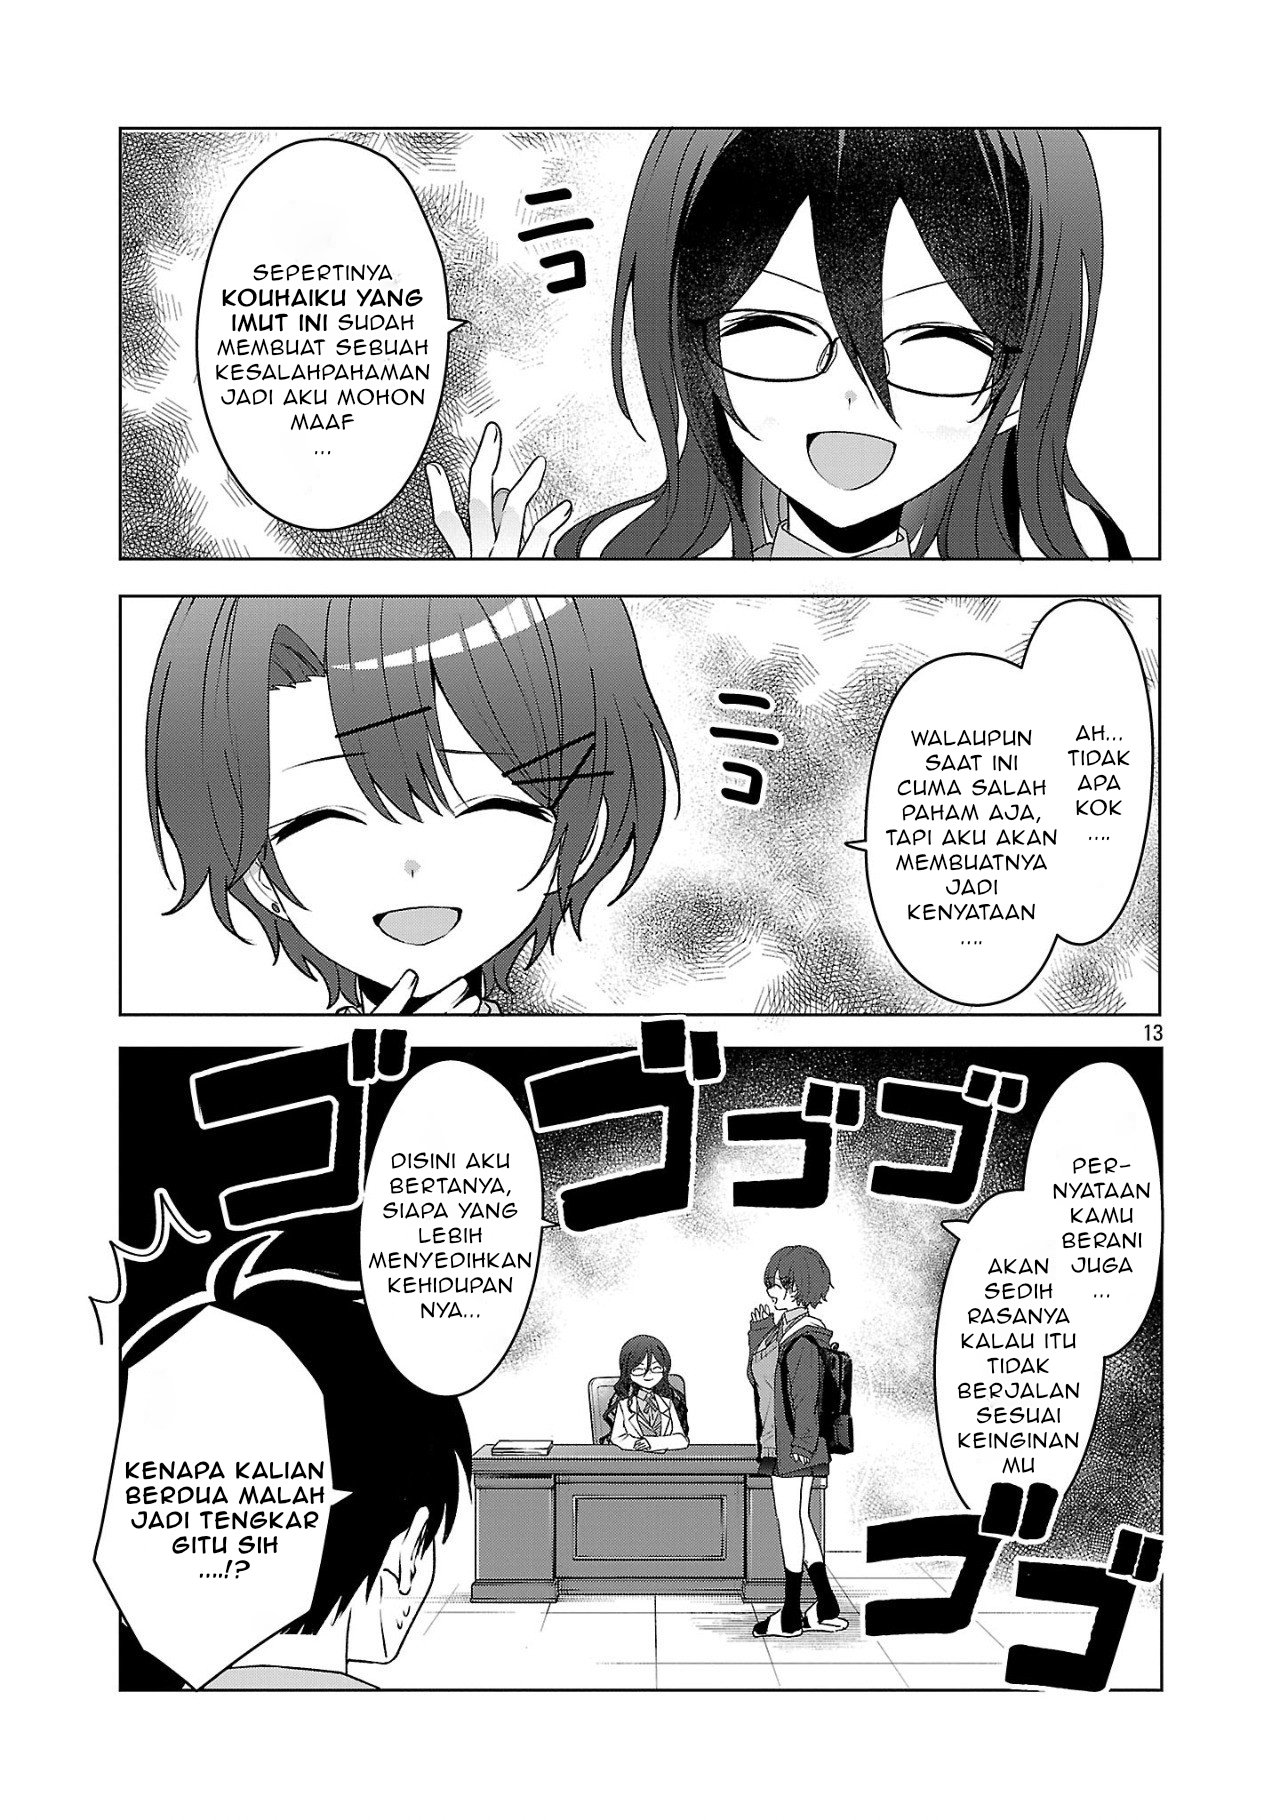 SEPERTINYA
KOUHAIKU YANG
IMUT INI SUDAH
MEMBUAT SEBUAH
KESALAHPAHAMAN
JADI AKU MOHON
MAAF
...
ニコ
AH...
TIDAK
APA
KOK
....
WALAUPUN
SAAT INI
CUMA SALAH
PAHAM AJA,
TAPI AKU AKAN
MEMBUATNYA
JADI
KENYATAAN
....
ニコ
13
PER-
NYATAAN
KAMU
BERANI
JUGA
...
AKAN
SEDIH
RASANYA
KALAU ITU
TIDAK
BERJALAN
SESUAI
KEINGINAN
MU
ゴゴゴゴ
DISINI AKU
BERTANYA,
SIAPA YANG
LEBIH
MENYEDIHKAN
KEHIDUPAN
NYA...
KENAPA KALIAN
BERDUA MALAH
JADI TENGKAR
GITU SIH
....!?
ゴゴゴ